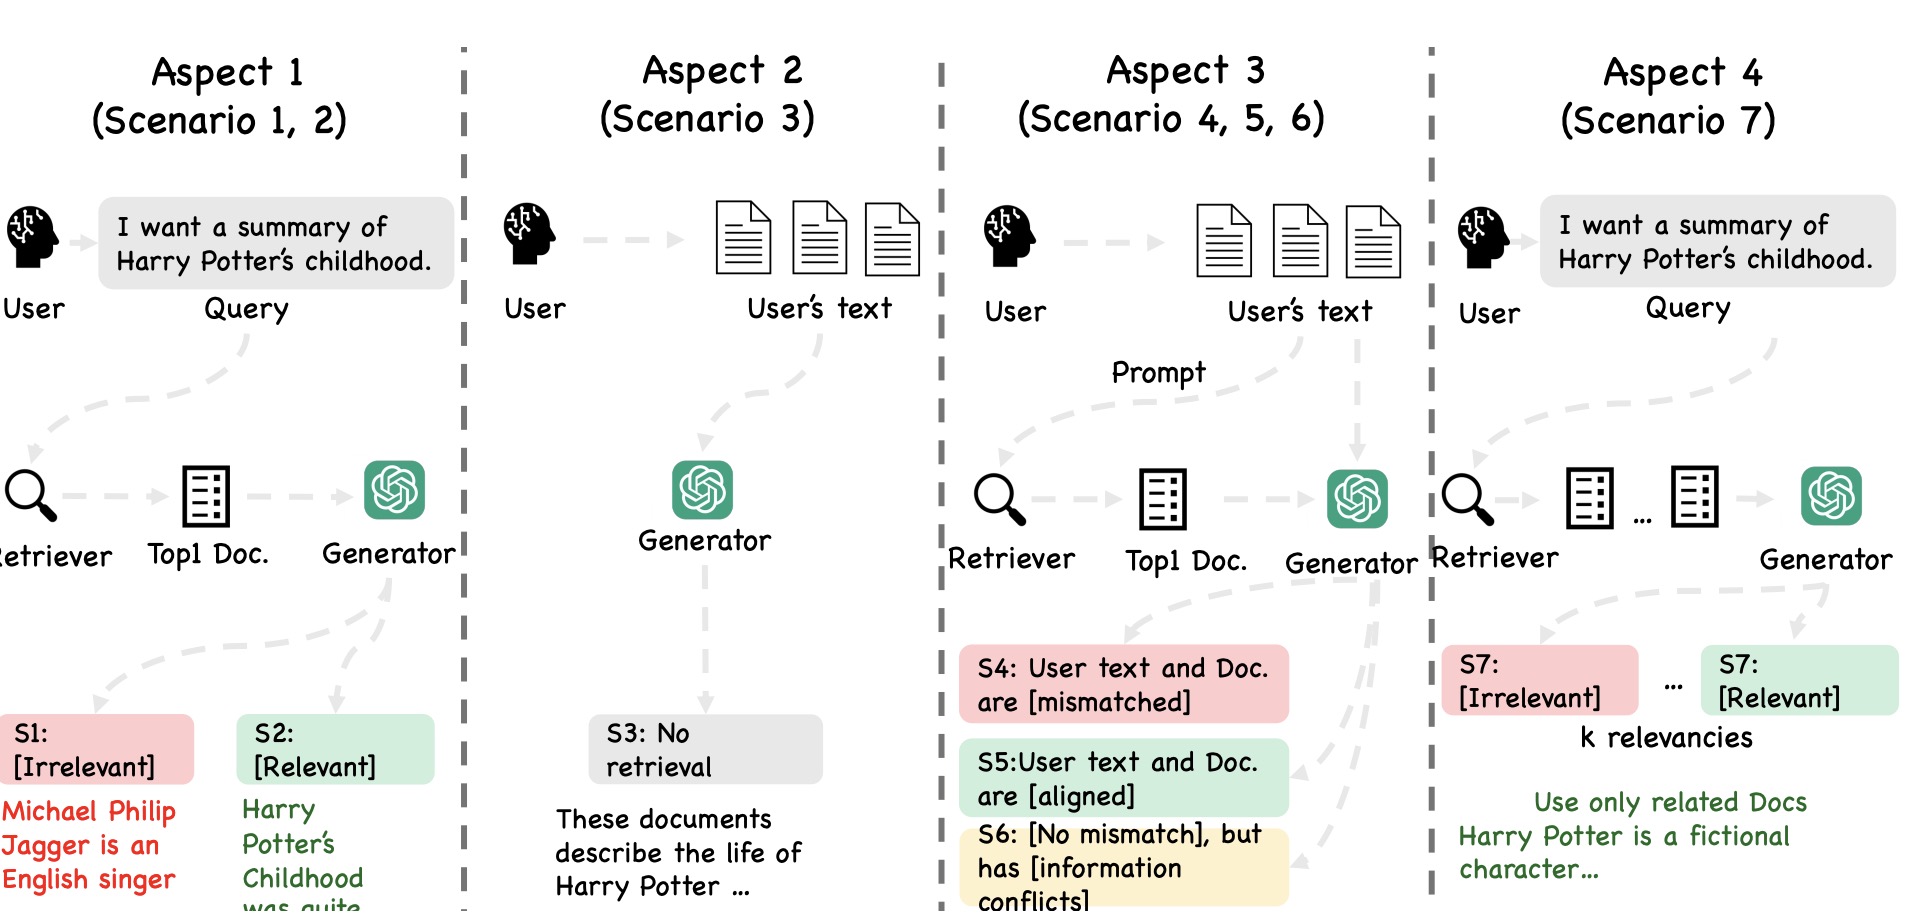 Aspect 1
(Scenario 1, 2)
I want a summary of
Harry Potter's childhood.
User
Query
Retriever
Top1 Doc.
Generator
S1:
[Irrelevant]
S2:
[Relevant]
Michael Philip
Jagger is an
English singer
Harry
Potter's
Childhood
was quite
Aspect 2
(Scenario 3)
User
User's text
Generator
S3: No
retrieval
These documents
describe the life of
Harry Potter ...
Aspect 3
(Scenario 4, 5, 6)
User
User's text
Prompt
Retriever
Top1 Doc.
Generator
S4: User text and Doc.
are [mismatched]
S5:User text and Doc.
are [aligned]
S6: [No mismatch], but
has [information
conflicts]
Aspect 4
(Scenario 7)
I want a summary of
Harry Potter's childhood.
User
Query
Retriever
...
Generator
S7:
[Irrelevant]
...
S7:
[Relevant]
k relevancies
Use only related Docs
Harry Potter is a fictional
character...